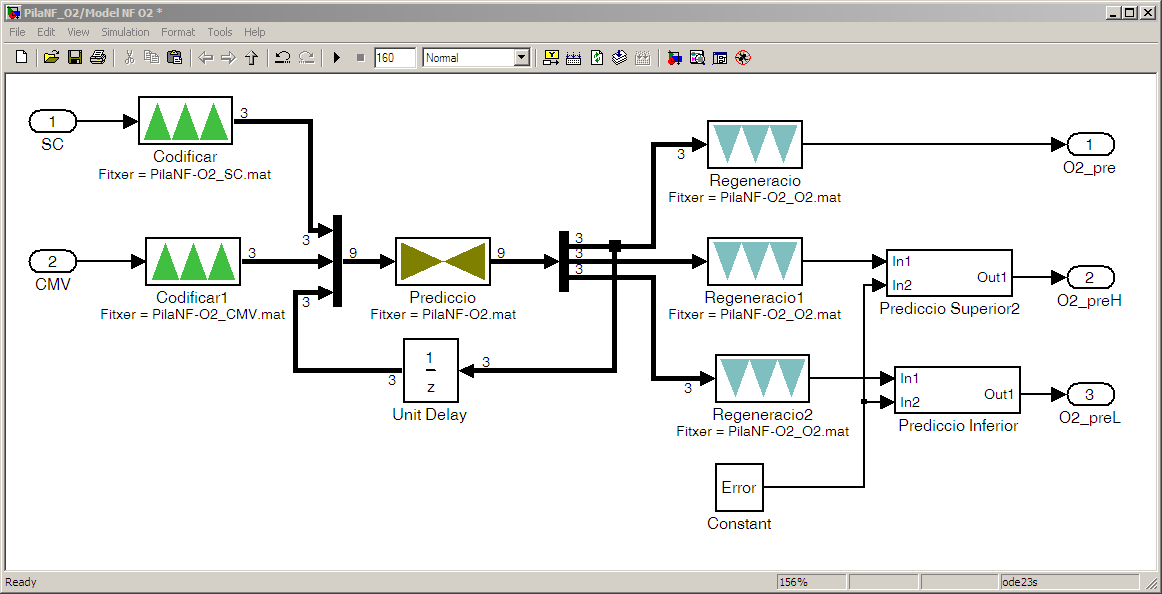 PilaNF_O2/Model NF O2 *
File Edit View Simulation Format Tools Help
160 Normal
1
SC
3
Codificar
Fitxer = PilaNF-O2_SC.mat
2
CMV
3
Codificar1
Fitxer = PilaNF-O2_CMV.mat
3
3
9
Prediccio
Fitxer = PilaNF-O2.mat
9
3
3
3
1
z
Unit Delay
3
3
3
Regeneracio
Fitxer = PilaNF-O2_O2.mat
1
O2_pre
Regeneracio1
Fitxer = PilaNF-O2_O2.mat
In1
In2
Out1
Prediccio Superior2
2
O2_preH
3
Regeneracio2
Fitxer = PilaNF-O2_O2.mat
In1
In2
Out1
Prediccio Inferior
3
O2_preL
Error
Constant
Ready 156% ode23s